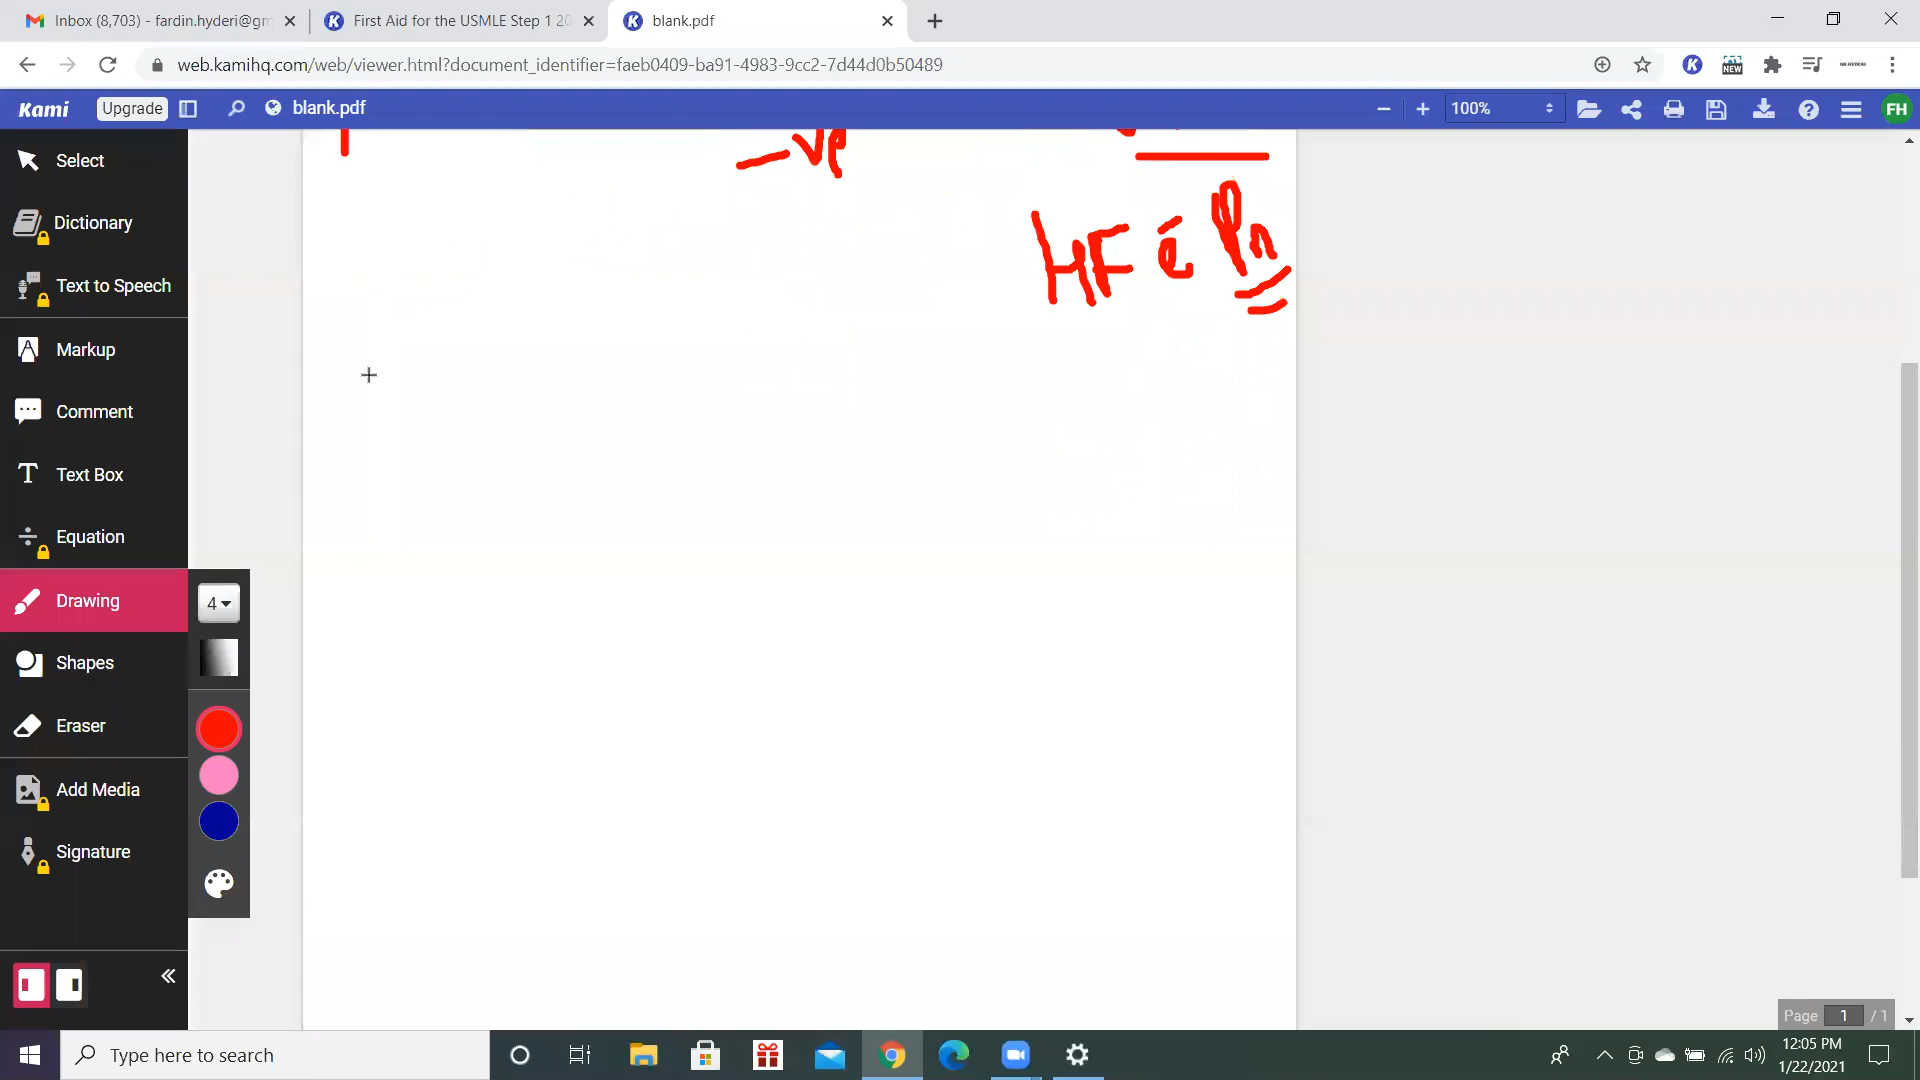 Inbox (8,703) - fardin.hyderi@gm
First Aid for the USMLE Step 1 20
blank.pdf
web.kamihq.com/web/viewer.html?document_identifier=faeb0409-ba91-4983-9cc2-7d44d0b50489
NEW
Kami
Upgrade
blank.pdf
100%
FH
Select
Dictionary
Text to Speech
Markup
Comment
Text Box
Equation
Drawing
Shapes
Eraser
Add Media
Signature
4
-ve
HF é Pn
Page 1 / 1
Type here to search
12:05 PM
1/22/2021